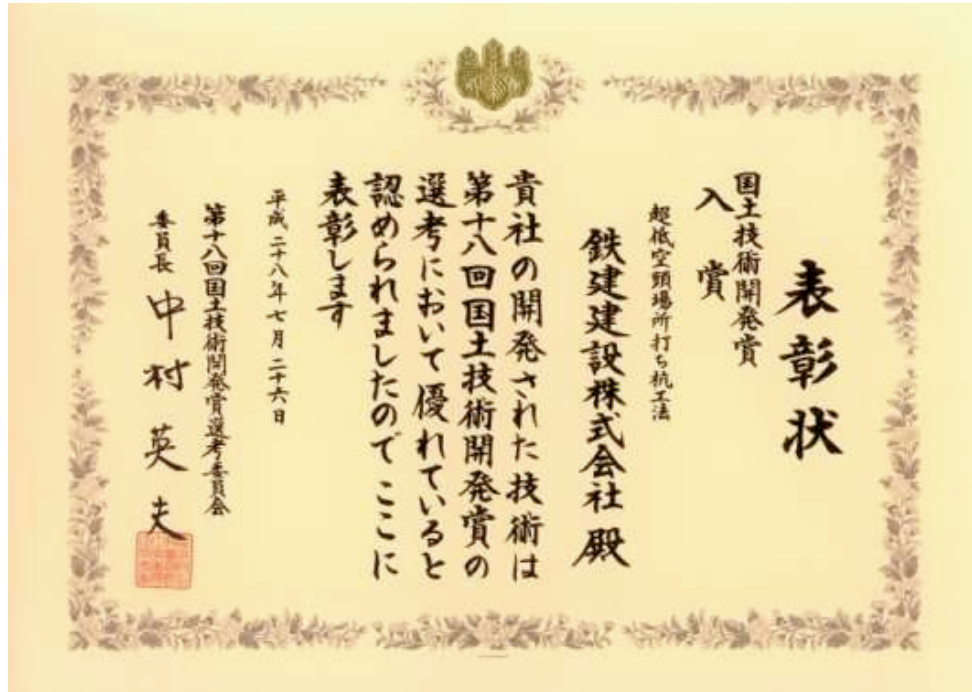 表彰状
国土技術開発賞
入賞
超低空頭場所打ち杭工法
鉄建建設株式会社 殿
貴社の開発された技術は
第十八回国土技術開発賞の
選考において優れていると
認められましたので ここに
表彰します
平成二十八年七月二十六日
第十八回国土技術開発賞選考委員会
委員長 中村英夫